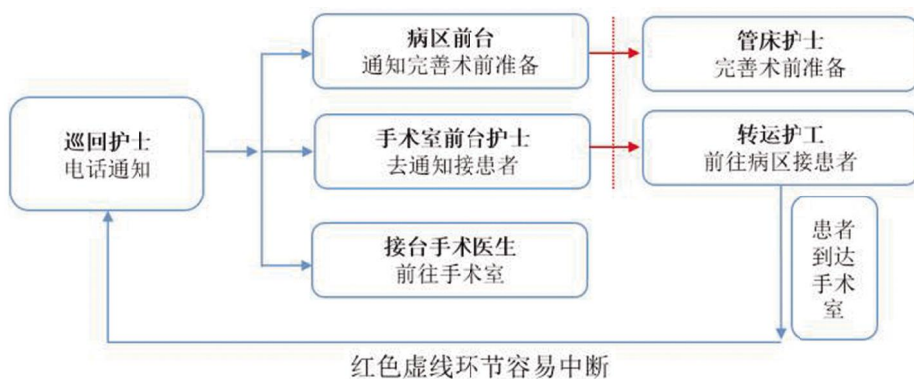 病区前台
通知完善术前准备
管床护士
完善术前准备
巡回护士
电话通知
手术室前台护士
去通知接患者
转运护工
前往病区接患者
接台手术医生
前往手术室
患者
到达
手术
室
红色虚线环节容易中断